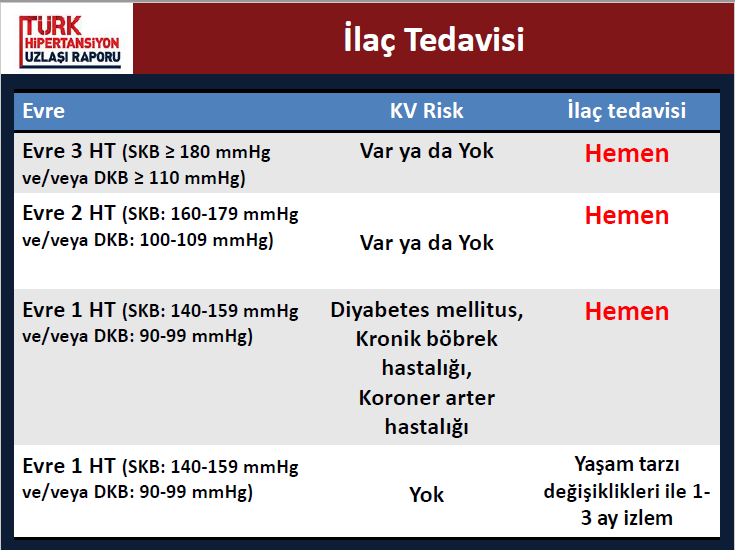 TÜRK
HİPERTANSİYON
UZLAŞI RAPORU
İlaç Tedavisi
Evre
KV Risk
İlaç tedavisi
Evre 3 HT (SKB ≥ 180 mmHg
ve/veya DKB ≥ 110 mmHg)
Var ya da Yok
Hemen
Evre 2 HT (SKB: 160-179 mmHg
ve/veya DKB: 100-109 mmHg)
Var ya da Yok
Hemen
Evre 1 HT (SKB: 140-159 mmHg
ve/veya DKB: 90-99 mmHg)
Diyabetes mellitus,
Kronik böbrek
hastalığı,
Koroner arter
hastalığı
Hemen
Evre 1 HT (SKB: 140-159 mmHg
ve/veya DKB: 90-99 mmHg)
Yok
Yaşam tarzı
değişiklikleri ile 1-
3 ay izlem